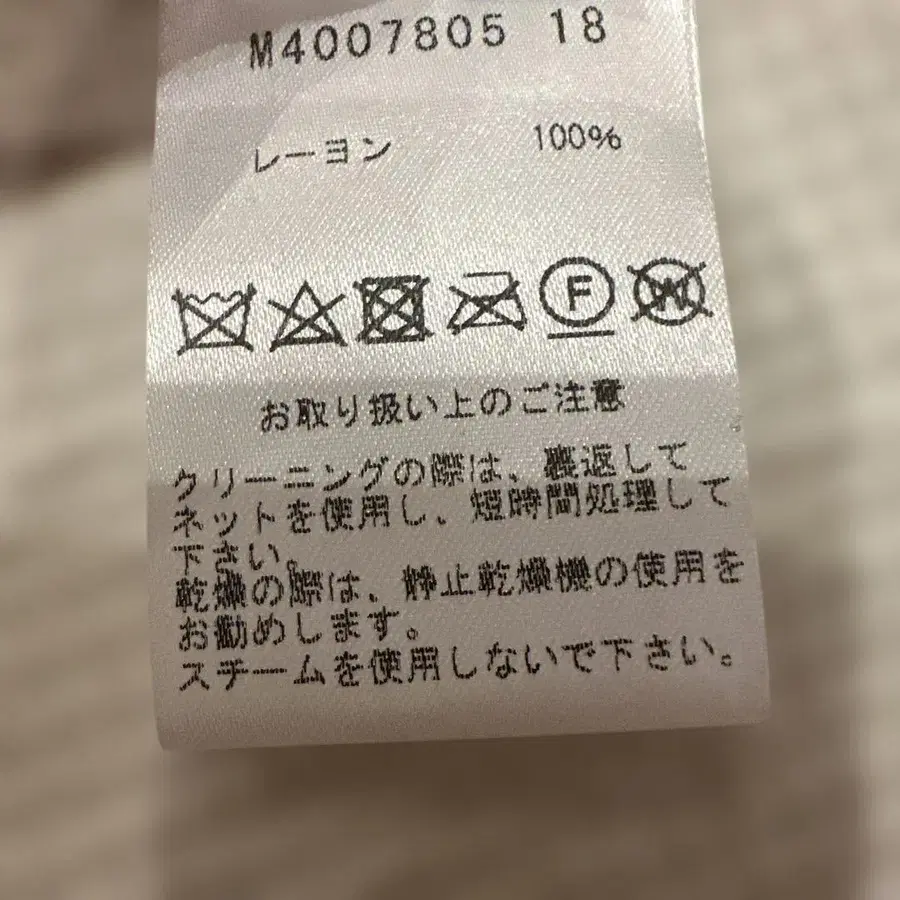 M4007805 18
レーヨン 100%
F W
お取り扱い上のご注意
クリーニングの際は、裏返して
ネットを使用し、短時間処理して
下さい。
乾燥の際は、静止乾燥機の使用を
お勧めします。
スチームを使用しないで下さい。